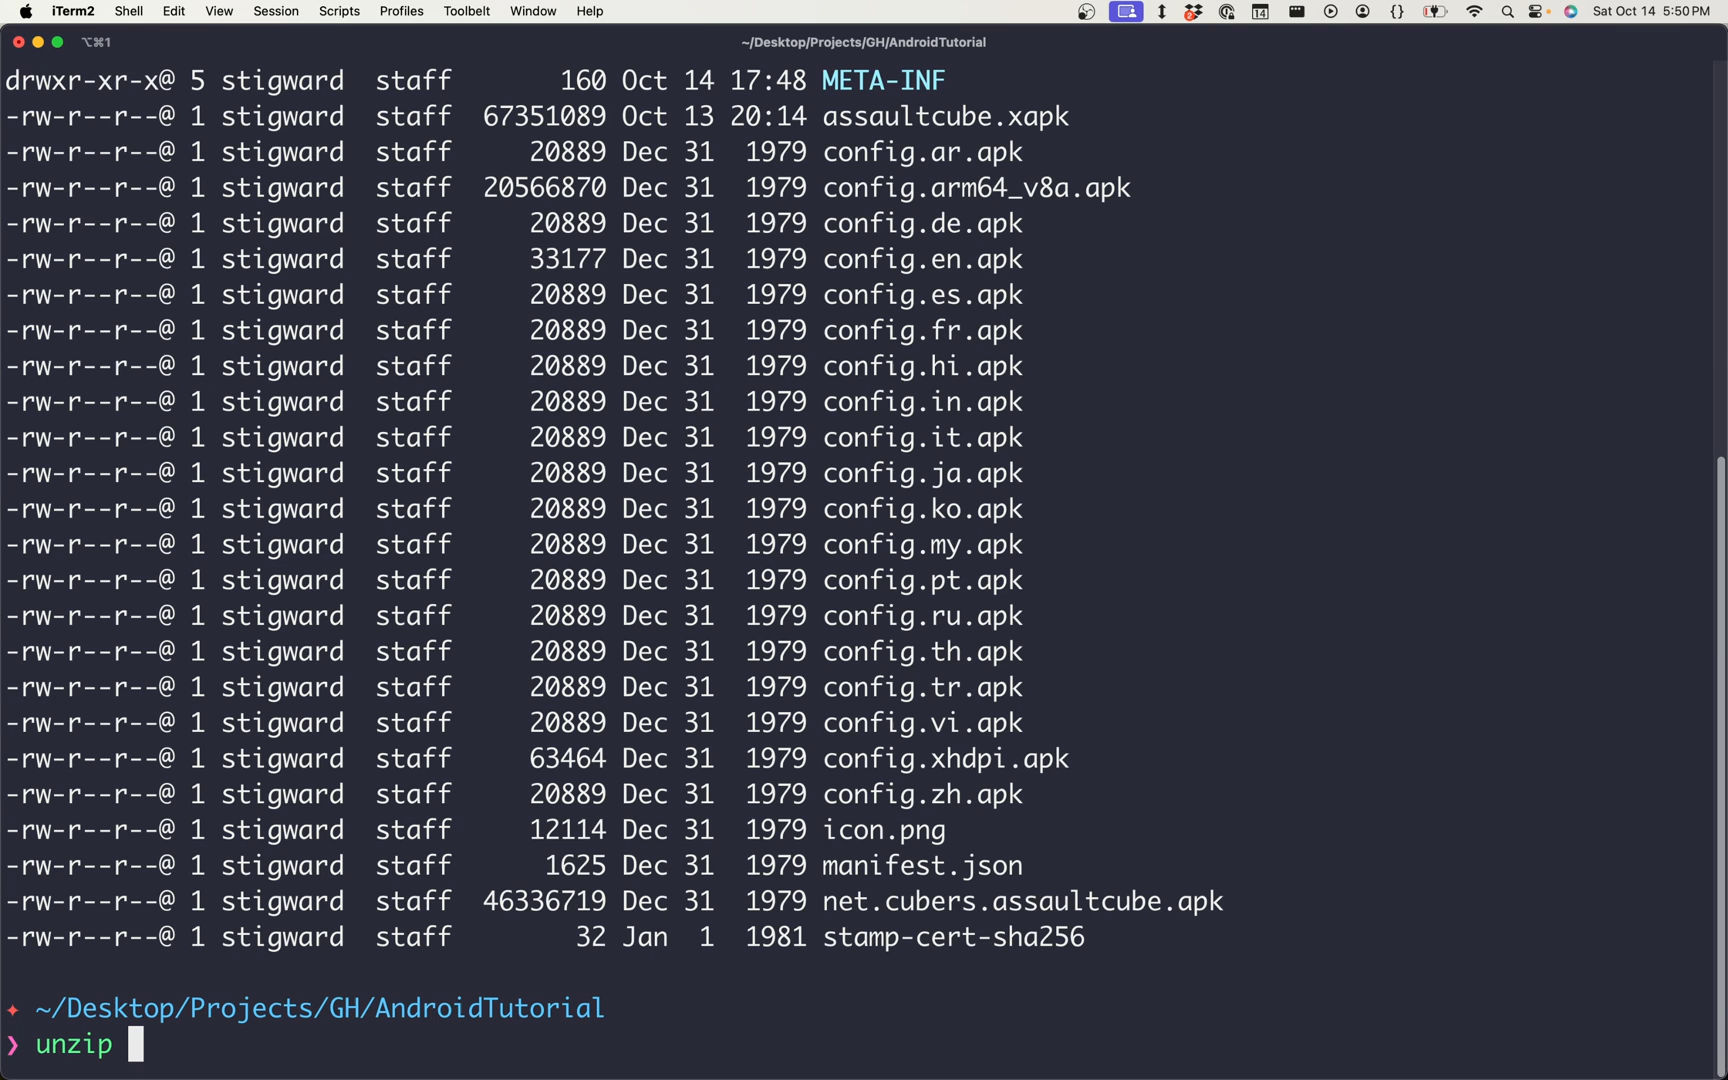 iTerm2 Shell Edit View Session Scripts Profiles Toolbelt Window Help 2 14 Sat Oct 14 5:50 PM
⌥⌘1 ~/Desktop/Projects/GH/AndroidTutorial
drwxr-xr-x@ 5 stigward staff 160 Oct 14 17:48 META-INF
-rw-r--r--@ 1 stigward staff 67351089 Oct 13 20:14 assaultcube.xapk
-rw-r--r--@ 1 stigward staff 20889 Dec 31 1979 config.ar.apk
-rw-r--r--@ 1 stigward staff 20566870 Dec 31 1979 config.arm64_v8a.apk
-rw-r--r--@ 1 stigward staff 20889 Dec 31 1979 config.de.apk
-rw-r--r--@ 1 stigward staff 33177 Dec 31 1979 config.en.apk
-rw-r--r--@ 1 stigward staff 20889 Dec 31 1979 config.es.apk
-rw-r--r--@ 1 stigward staff 20889 Dec 31 1979 config.fr.apk
-rw-r--r--@ 1 stigward staff 20889 Dec 31 1979 config.hi.apk
-rw-r--r--@ 1 stigward staff 20889 Dec 31 1979 config.in.apk
-rw-r--r--@ 1 stigward staff 20889 Dec 31 1979 config.it.apk
-rw-r--r--@ 1 stigward staff 20889 Dec 31 1979 config.ja.apk
-rw-r--r--@ 1 stigward staff 20889 Dec 31 1979 config.ko.apk
-rw-r--r--@ 1 stigward staff 20889 Dec 31 1979 config.my.apk
-rw-r--r--@ 1 stigward staff 20889 Dec 31 1979 config.pt.apk
-rw-r--r--@ 1 stigward staff 20889 Dec 31 1979 config.ru.apk
-rw-r--r--@ 1 stigward staff 20889 Dec 31 1979 config.th.apk
-rw-r--r--@ 1 stigward staff 20889 Dec 31 1979 config.tr.apk
-rw-r--r--@ 1 stigward staff 20889 Dec 31 1979 config.vi.apk
-rw-r--r--@ 1 stigward staff 63464 Dec 31 1979 config.xhdpi.apk
-rw-r--r--@ 1 stigward staff 20889 Dec 31 1979 config.zh.apk
-rw-r--r--@ 1 stigward staff 12114 Dec 31 1979 icon.png
-rw-r--r--@ 1 stigward staff 1625 Dec 31 1979 manifest.json
-rw-r--r--@ 1 stigward staff 46336719 Dec 31 1979 net.cubers.assaultcube.apk
-rw-r--r--@ 1 stigward staff 32 Jan 1 1981 stamp-cert-sha256
✦ ~/Desktop/Projects/GH/AndroidTutorial
❯ unzip